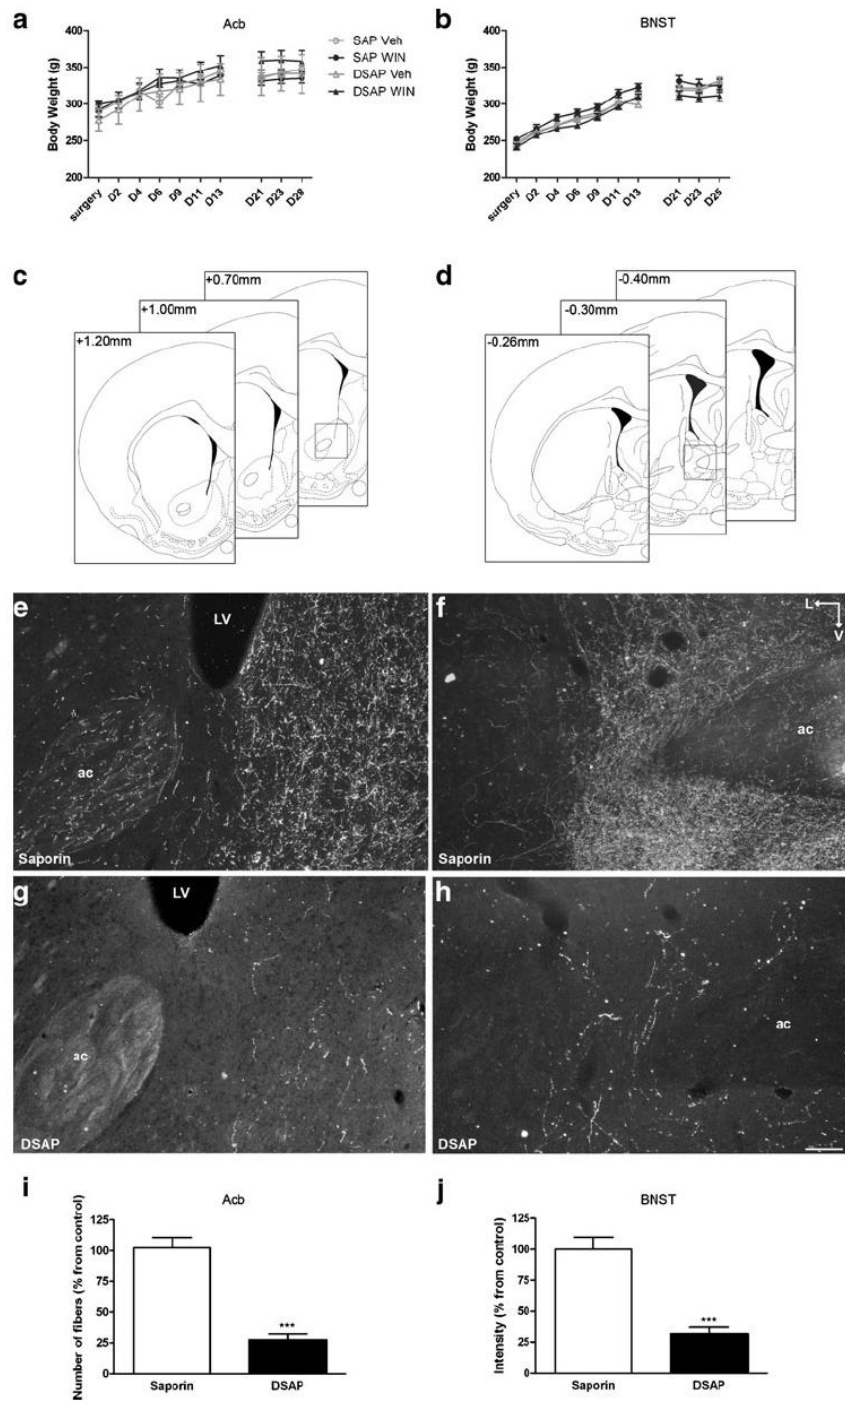 a
Acb
Body Weight (g)
400
350
300
250
200
surgery
D2
D4
D6
D9
D11
D13
D21
D23
D28
SAP Veh
SAP WIN
DSAP Veh
DSAP WIN
b
BNST
Body Weight (g)
400
350
300
250
200
surgery
D2
D4
D6
D9
D11
D13
D21
D23
D25
c
+0.70mm
+1.00mm
+1.20mm
d
-0.40mm
-0.30mm
-0.26mm
e
LV
ac
Saporin
f
L
V
ac
Saporin
g
LV
ac
DSAP
h
ac
DSAP
i
Acb
Number of fibers (% from control)
125
100
75
50
25
0
***
Saporin
DSAP
j
BNST
Intensity (% from control)
125
100
75
50
25
0
***
Saporin
DSAP